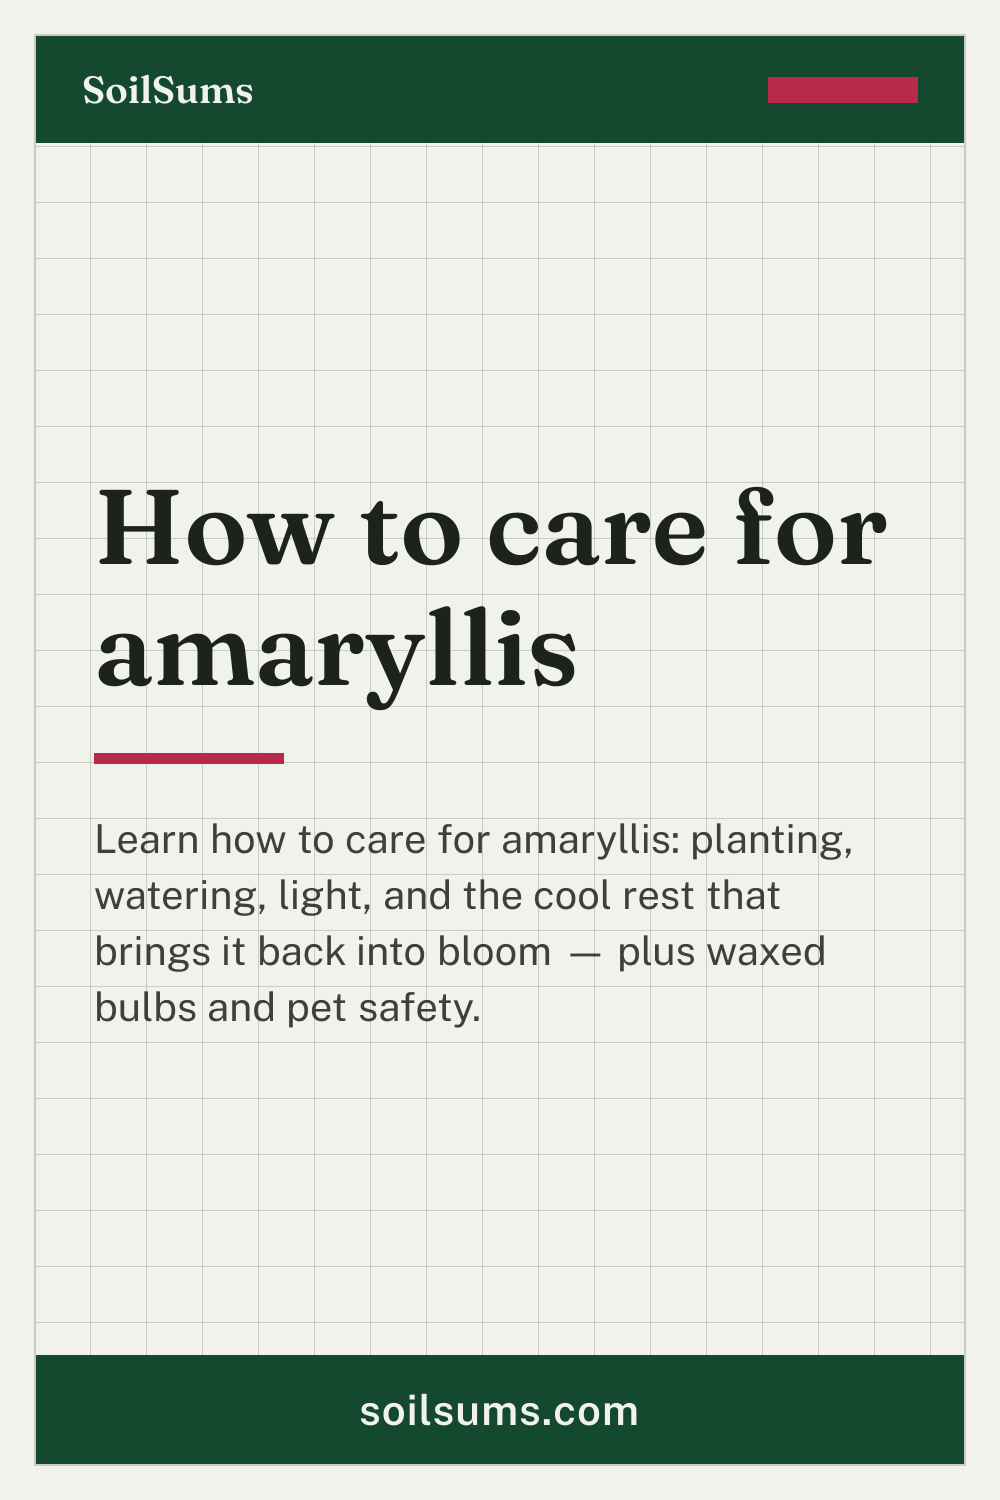 SoilSums
How to care for
amaryllis
Learn how to care for amaryllis: planting,
watering, light, and the cool rest that
brings it back into bloom — plus waxed
bulbs and pet safety.
soilsums.com